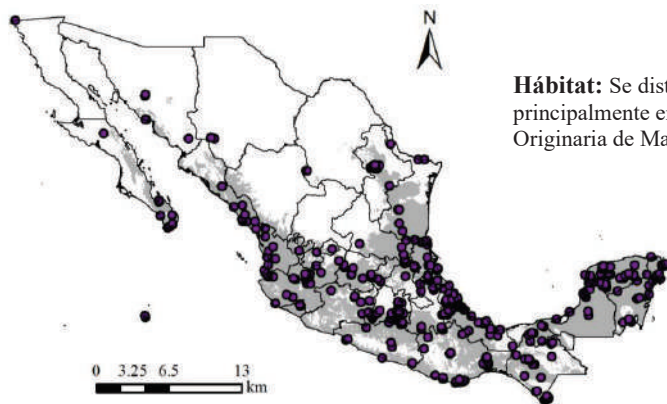 N
Hábitat: Se dist
principalmente e
Originaria de Ma
0 3.25 6.5 13
km